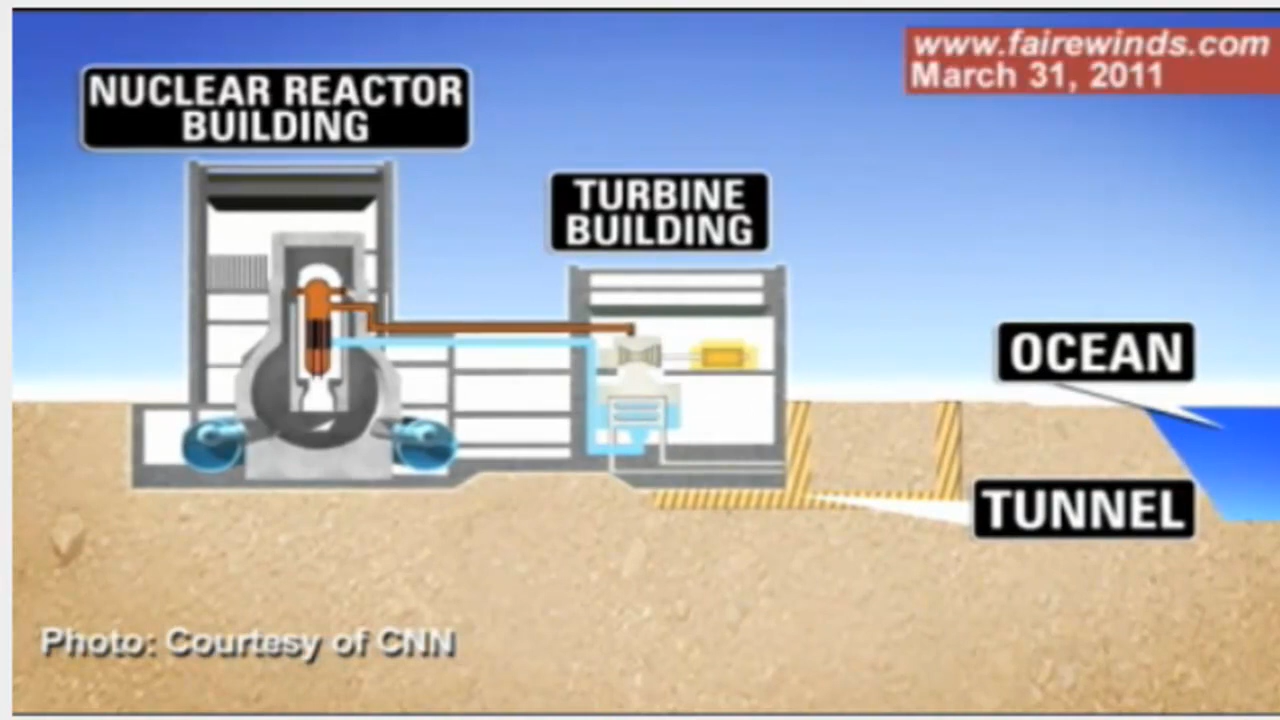 www.fairewinds.com
March 31, 2011
NUCLEAR REACTOR
BUILDING
TURBINE
BUILDING
OCEAN
TUNNEL
Photo: Courtesy of CNN